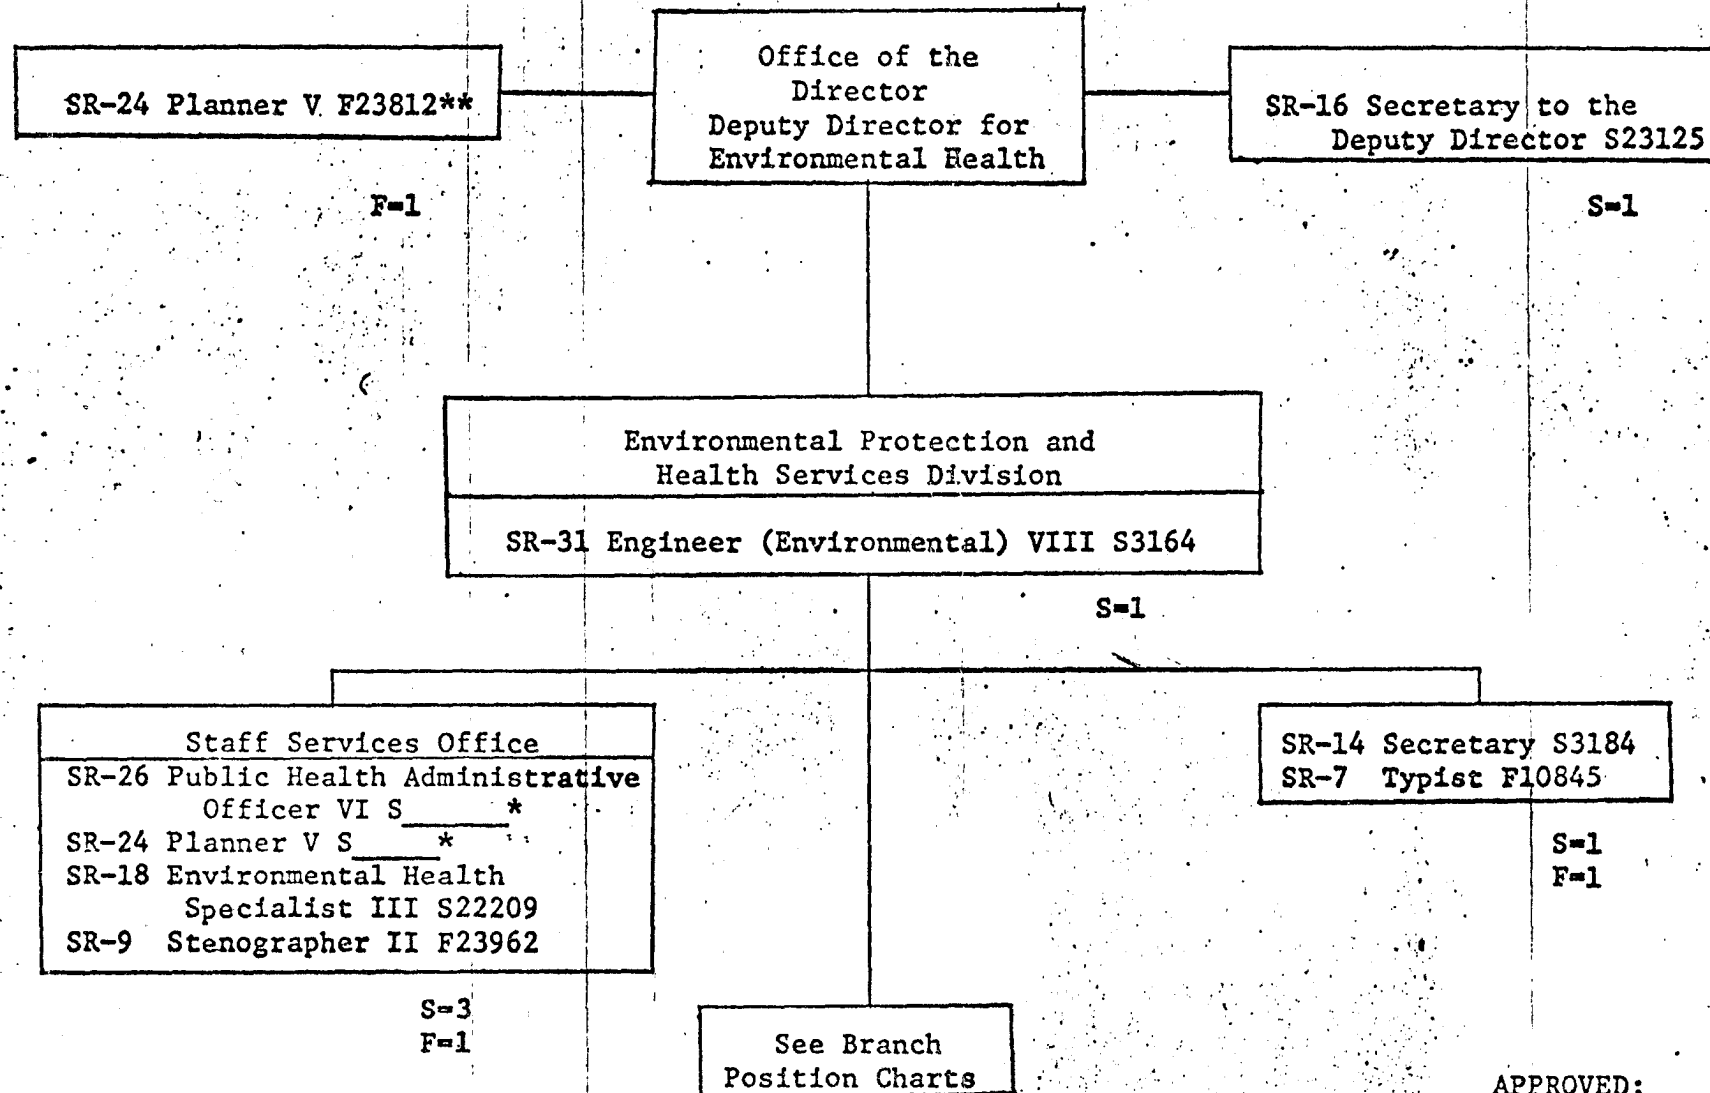 Office of the
Director
Deputy Director for
Environmental Health
SR-24 Planner V F23812**
F=1
SR-16 Secretary to the
Deputy Director S23125
S=1
Environmental Protection and
Health Services Division
SR-31 Engineer (Environmental) VIII S3164
S=1
Staff Services Office
SR-26 Public Health Administrative
Officer VI S______*
SR-24 Planner V S_____*
SR-18 Environmental Health
Specialist III S22209
SR-9 Stenographer II F23962
S=3
F=1
SR-14 Secretary S3184
SR-7 Typist F10845
S=1
F=1
See Branch
Position Charts
APPROVED: